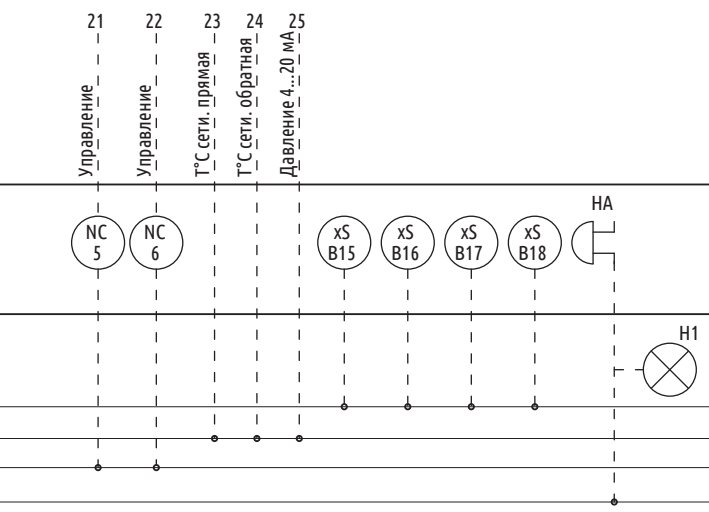 21
22
23
24
25
Управление
Управление
T°C сети. прямая
T°C сети. обратная
Давление 4...20 мА
NC
5
NC
6
xS
B15
xS
B16
xS
B17
xS
B18
HA
H1